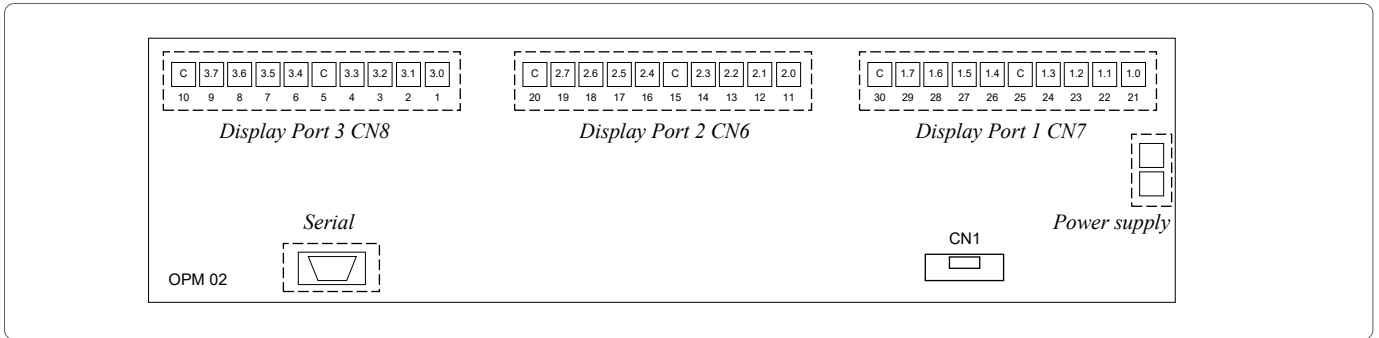 C 3.7 3.6 3.5 3.4 C 3.3 3.2 3.1 3.0
10 9 8 7 6 5 4 3 2 1
Display Port 3 CN8
C 2.7 2.6 2.5 2.4 C 2.3 2.2 2.1 2.0
20 19 18 17 16 15 14 13 12 11
Display Port 2 CN6
C 1.7 1.6 1.5 1.4 C 1.3 1.2 1.1 1.0
30 29 28 27 26 25 24 23 22 21
Display Port 1 CN7
Power supply
Serial
CN1
OPM 02